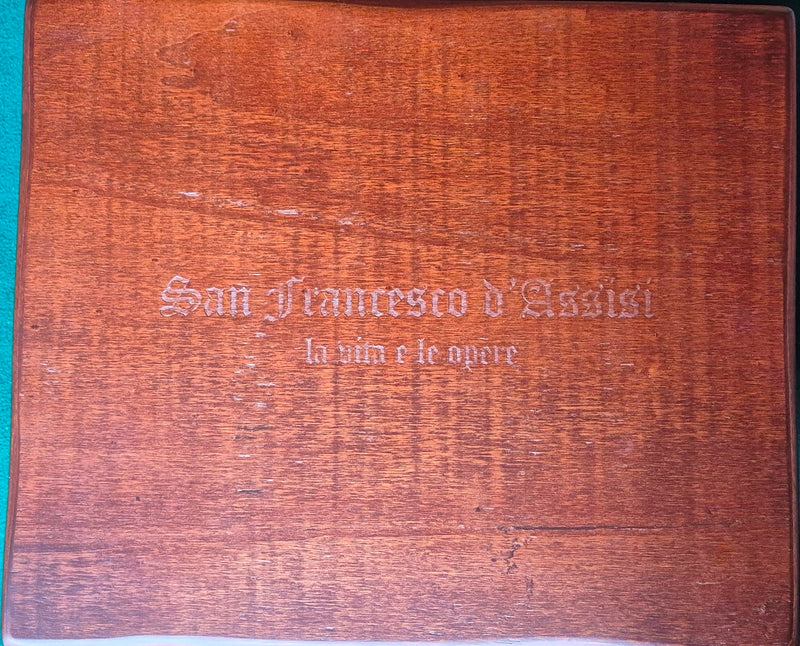 San Francesco d'Assisi
la vita e le opere